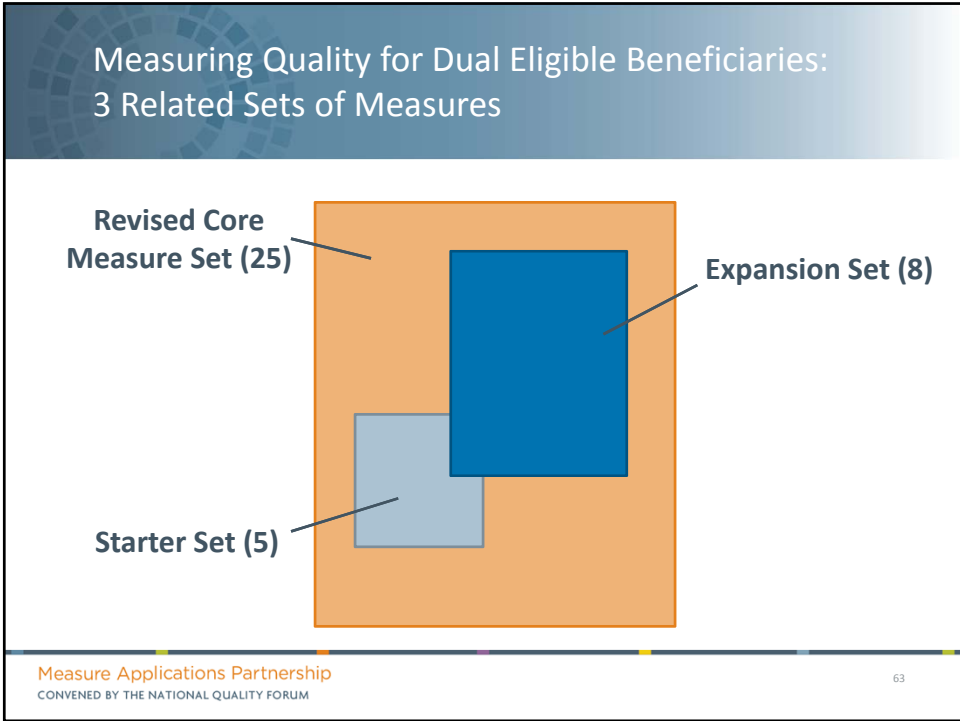 Measuring Quality for Dual Eligible Beneficiaries:
3 Related Sets of Measures
Revised Core
Measure Set (25)
Expansion Set (8)
Starter Set (5)
Measure Applications Partnership
CONVENED BY THE NATIONAL QUALITY FORUM
63